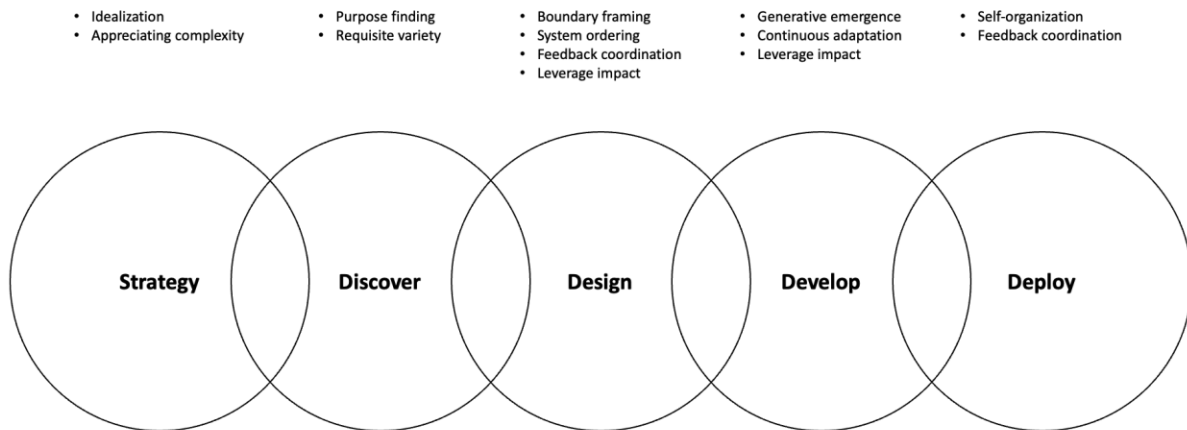 • Idealization
• Appreciating complexity
• Purpose finding
• Requisite variety
• Boundary framing
• System ordering
• Feedback coordination
• Leverage impact
• Generative emergence
• Continuous adaptation
• Leverage impact
• Self-organization
• Feedback coordination
Strategy
Discover
Design
Develop
Deploy